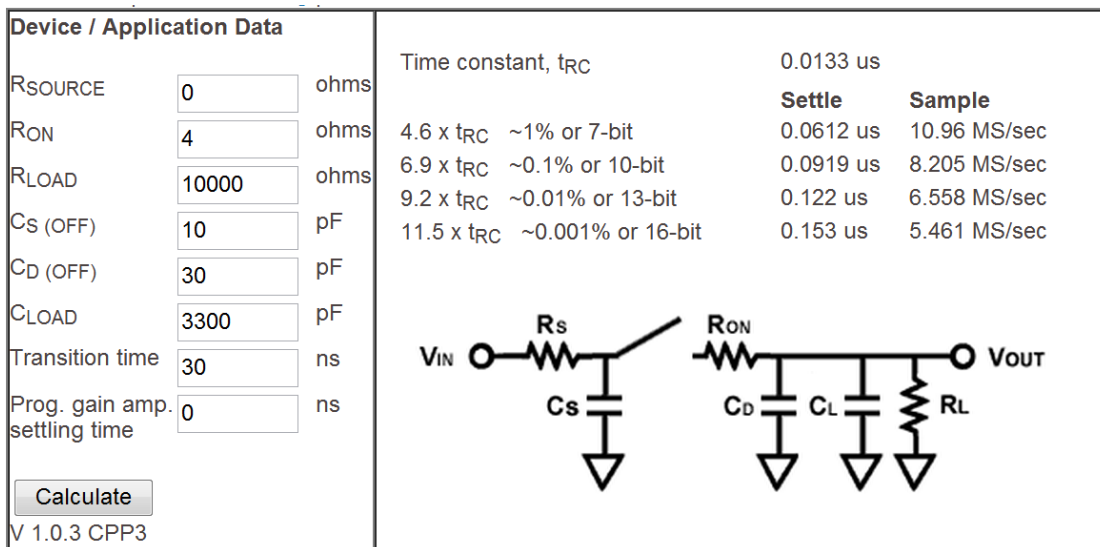 Device / Application Data
RSOURCE 0 ohms
RON 4 ohms
RLOAD 10000 ohms
CS (OFF) 10 pF
CD (OFF) 30 pF
CLOAD 3300 pF
Transition time 30 ns
Prog. gain amp. 0 ns
settling time
Calculate
V 1.0.3 CPP3
Time constant, tRC 0.0133 us
Settle Sample
4.6 x tRC ~1% or 7-bit 0.0612 us 10.96 MS/sec
6.9 x tRC ~0.1% or 10-bit 0.0919 us 8.205 MS/sec
9.2 x tRC ~0.01% or 13-bit 0.122 us 6.558 MS/sec
11.5 x tRC ~0.001% or 16-bit 0.153 us 5.461 MS/sec
RS RON
VIN VOUT
CS CD CL RL